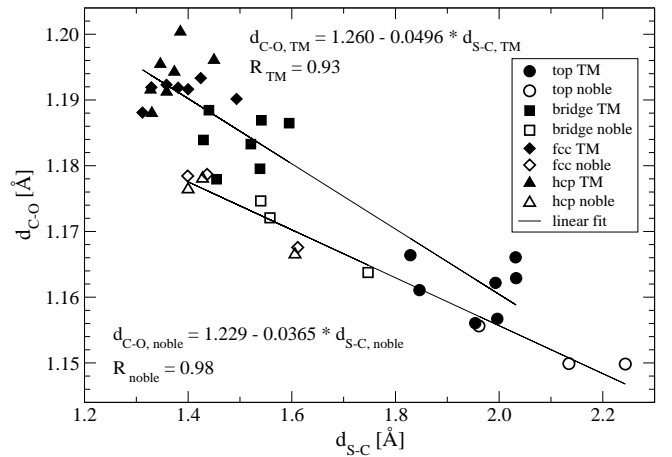 1.20
d_C-O, TM = 1.260 - 0.0496 * d_S-C, TM
R_TM = 0.93
top TM
top noble
bridge TM
bridge noble
fcc TM
fcc noble
hcp TM
hcp noble
linear fit
1.19
1.18
1.17
1.16
1.15
d_C-O [Å]
d_C-O, noble = 1.229 - 0.0365 * d_S-C, noble
R_noble = 0.98
1.2 1.4 1.6 1.8 2.0 2.2
d_S-C [Å]